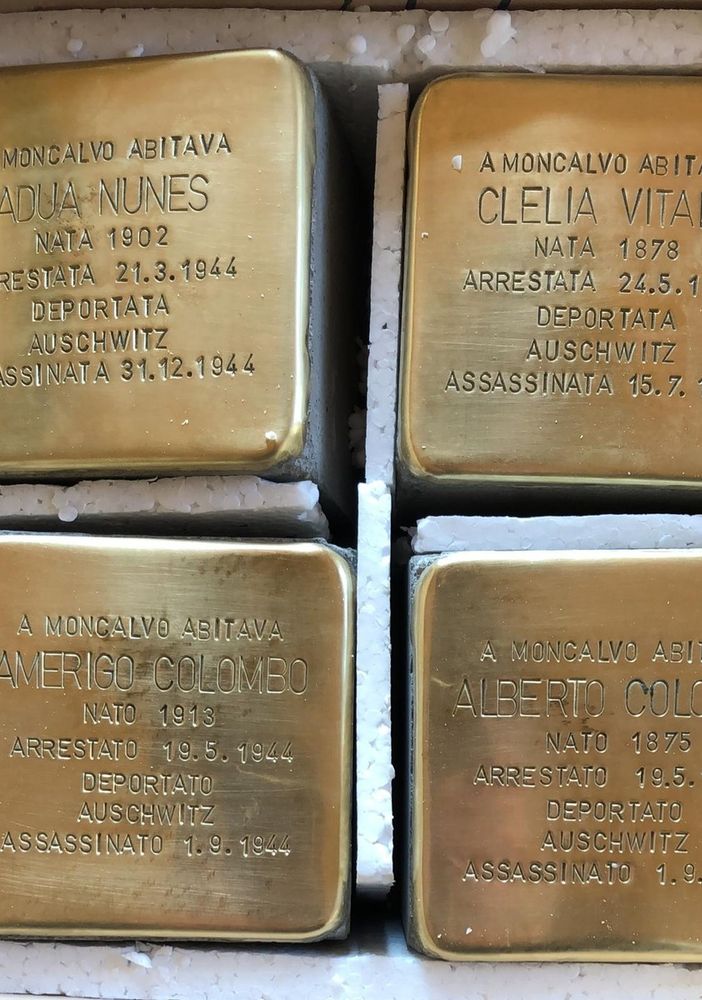 MONCALVO ABITAVA
ADUA NUNES
NATA 1902
RESTATA 21.3.1944
DEPORTATA
AUSCHWITZ
ASSINATA 31.12.1944
A MONCALVO ABITA
CLELIA VITA
NATA 1878
ARRESTATA 24.5.1
DEPORTATA
AUSCHWITZ
ASSASSINATA 15.7.1
A MONCALVO ABITAVA
AMERIGO COLOMBO
NATO 1913
ARRESTATO 19.5.1944
DEPORTATO
AUSCHWITZ
ASSASSINATO 1.9.1944
A MONCALVO ABIT
ALBERTO COLO
NATO 1875
ARRESTATO 19.5.
DEPORTATO
AUSCHWITZ
ASSASSINATO 1.9.